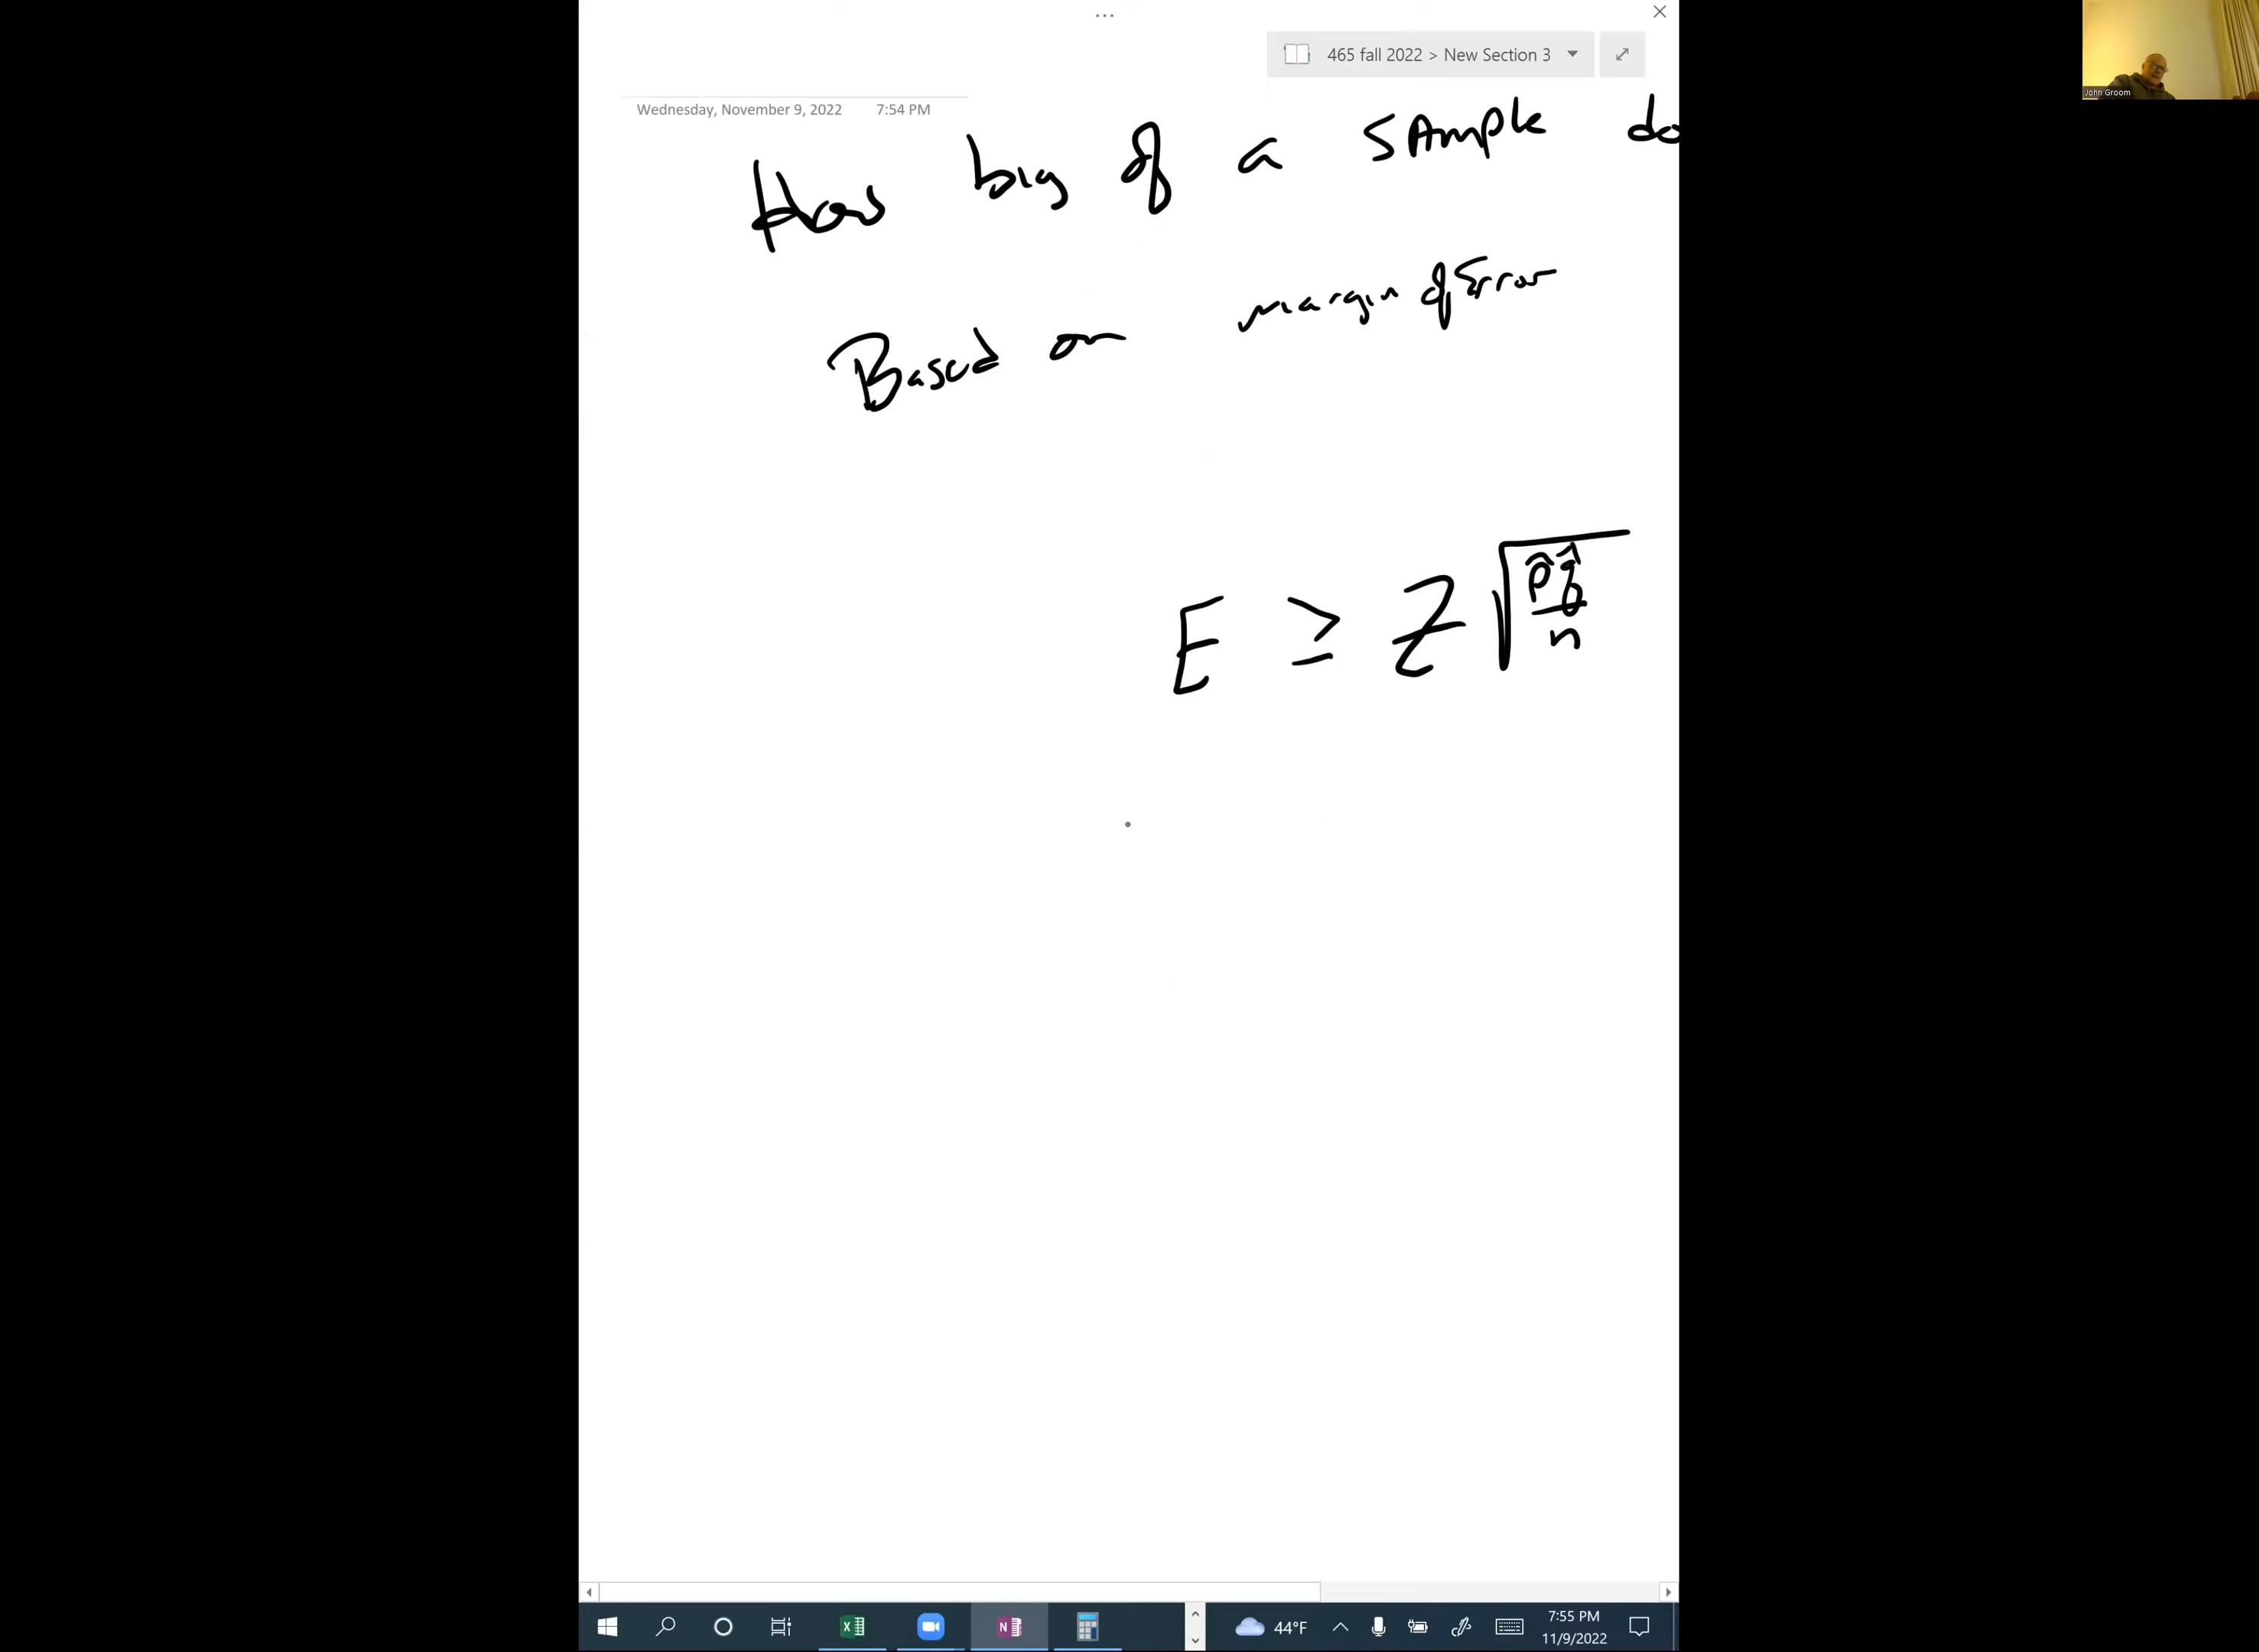 465 fall 2022 > New Section 3
John Groom
Wednesday, November 9, 2022 7:54 PM
How big of a SAmple do
Based on margin of Error
E ≥ Z √(p̂q̂/n)
44°F
7:55 PM
11/9/2022